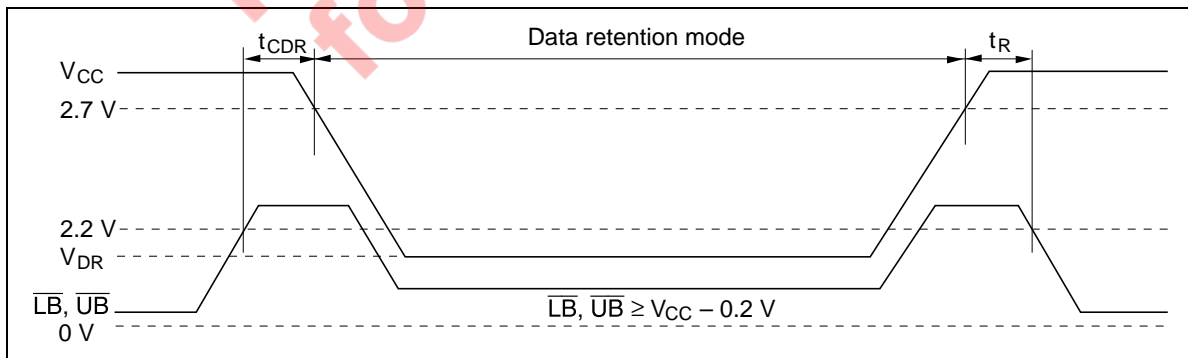 fo
tCDR
Data retention mode
tR
VCC
2.7 V
2.2 V
VDR
LB, UB
LB, UB ≥ VCC – 0.2 V
0 V